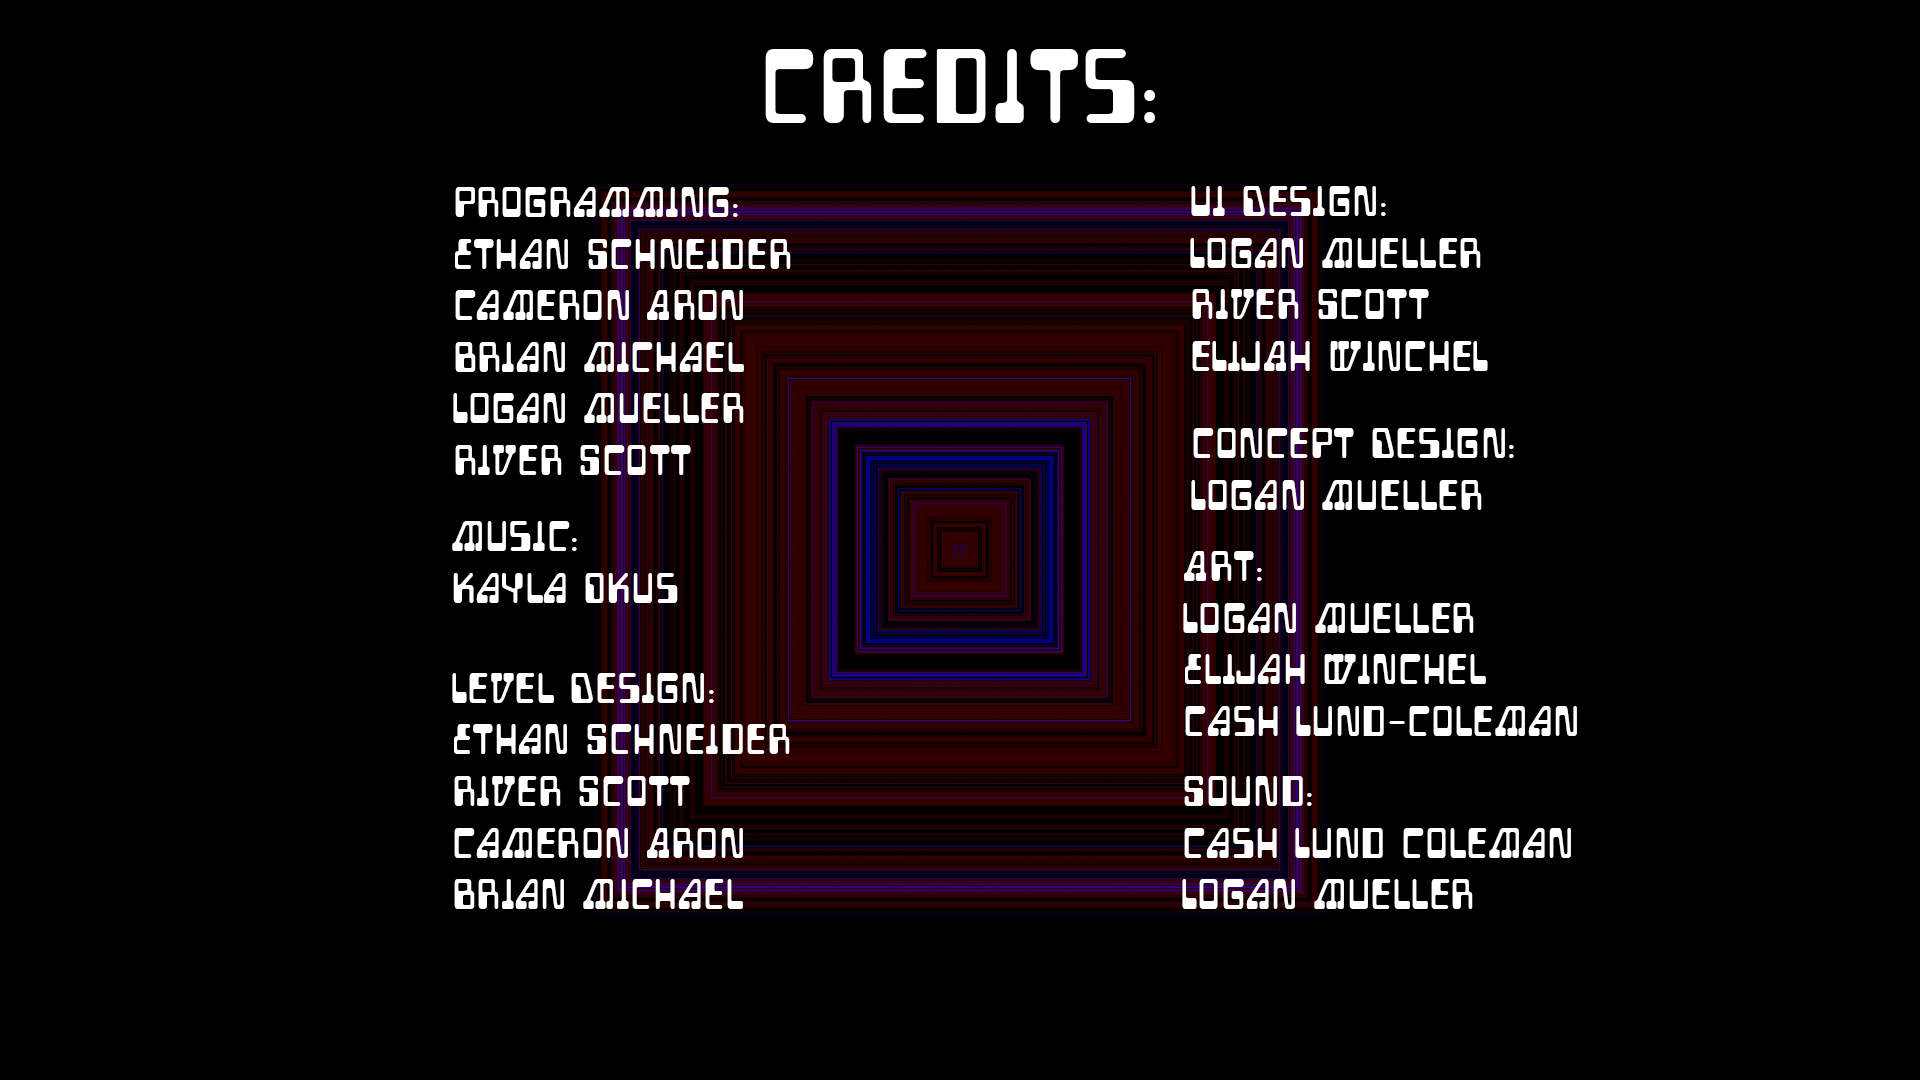 CREDITS:
PROGRAMMING:
ETHAN SCHNEIDER
CAMERON ARON
BRIAN MICHAEL
LOGAN MUELLER
RIVER SCOTT
MUSIC:
KAYLA OKUS
LEVEL DESIGN:
ETHAN SCHNEIDER
RIVER SCOTT
CAMERON ARON
BRIAN MICHAEL
UI DESIGN:
LOGAN MUELLER
RIVER SCOTT
ELIJAH WINCHEL
CONCEPT DESIGN:
LOGAN MUELLER
ART:
LOGAN MUELLER
ELIJAH WINCHEL
CASH LUND-COLEMAN
SOUND:
CASH LUND COLEMAN
LOGAN MUELLER